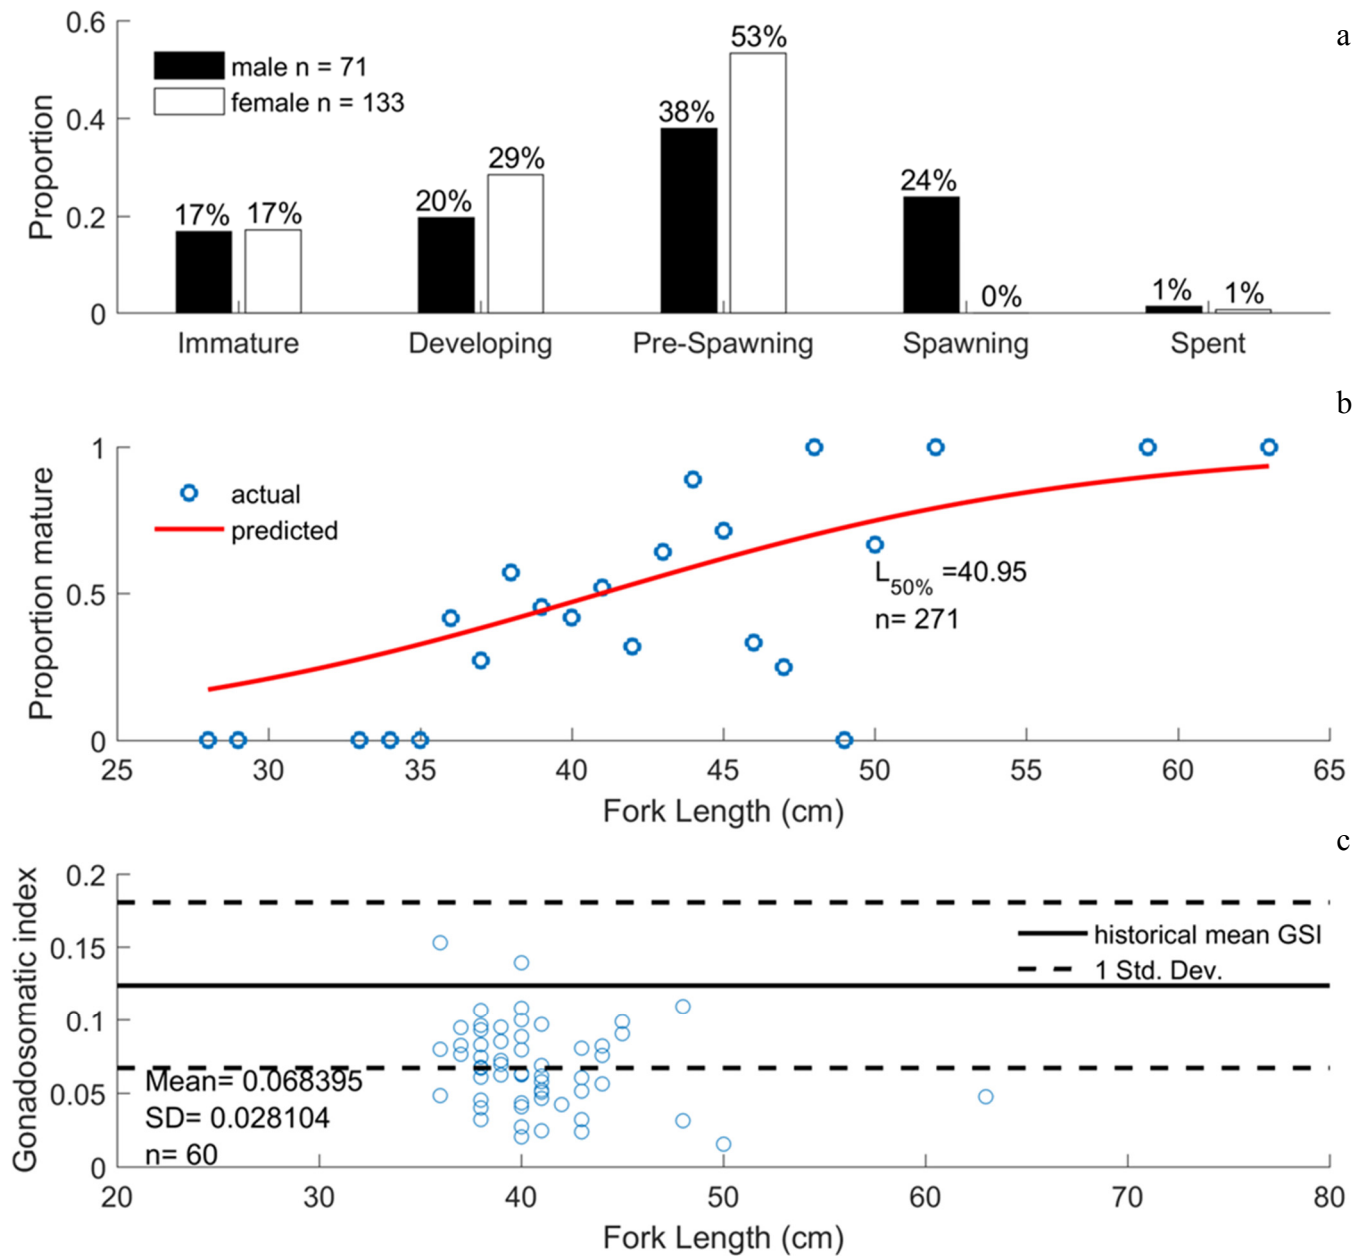 a
0.6
0.4
0.2
0
Proportion
male n = 71
female n = 133
17%
17%
20%
29%
38%
53%
24%
0%
1%
1%
Immature
Developing
Pre-Spawning
Spawning
Spent
b
1
0.5
0
Proportion mature
actual
predicted
L50% =40.95
n= 271
25
30
35
40
45
50
55
60
65
Fork Length (cm)
c
0.2
0.15
0.1
0.05
0
Gonadosomatic index
historical mean GSI
1 Std. Dev.
Mean= 0.068395
SD= 0.028104
n= 60
20
30
40
50
60
70
80
Fork Length (cm)